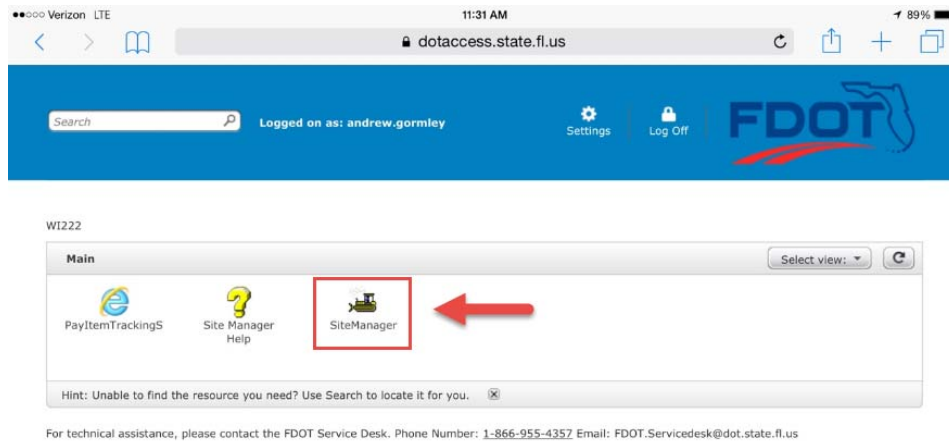 Verizon LTE 11:31 AM 89%
dotaccess.state.fl.us
Search Logged on as: andrew.gormley Settings Log Off FDOT
WI222
Main Select view:
PayItemTrackingS Site Manager Help SiteManager
Hint: Unable to find the resource you need? Use Search to locate it for you.
For technical assistance, please contact the FDOT Service Desk. Phone Number: 1-866-955-4357 Email: FDOT.Servicedesk@dot.state.fl.us